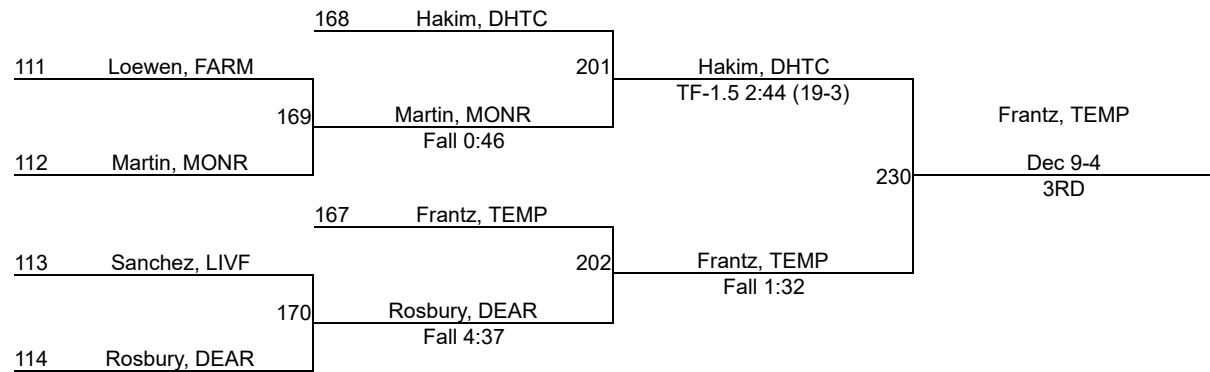 168 Hakim, DHTC
111 Loewen, FARM
201 Hakim, DHTC
TF-1.5 2:44 (19-3)
169 Martin, MONR
Fall 0:46
Frantz, TEMP
112 Martin, MONR
Dec 9-4
230
3RD
167 Frantz, TEMP
113 Sanchez, LIVF
202 Frantz, TEMP
Fall 1:32
170 Rosbury, DEAR
Fall 4:37
114 Rosbury, DEAR